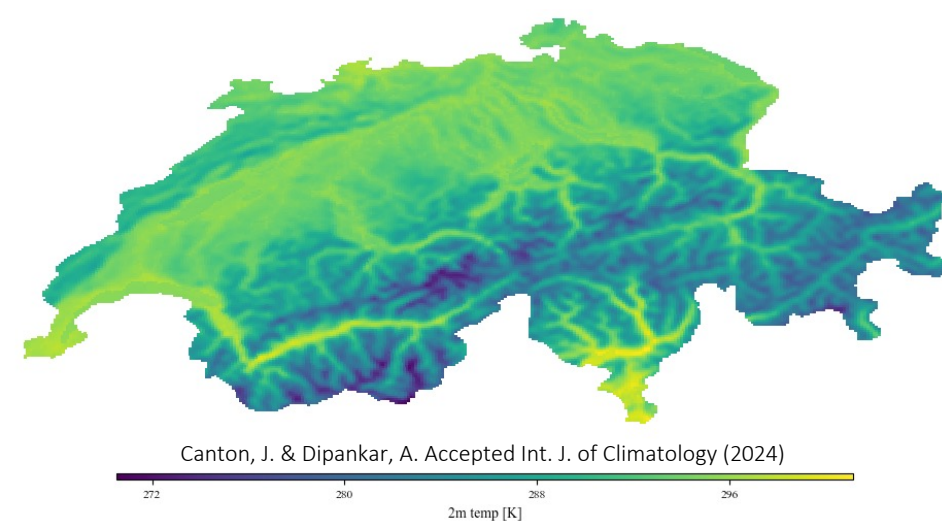 Canton, J. & Dipankar, A. Accepted Int. J. of Climatology (2024)
272 280 288 296
2m temp [K]